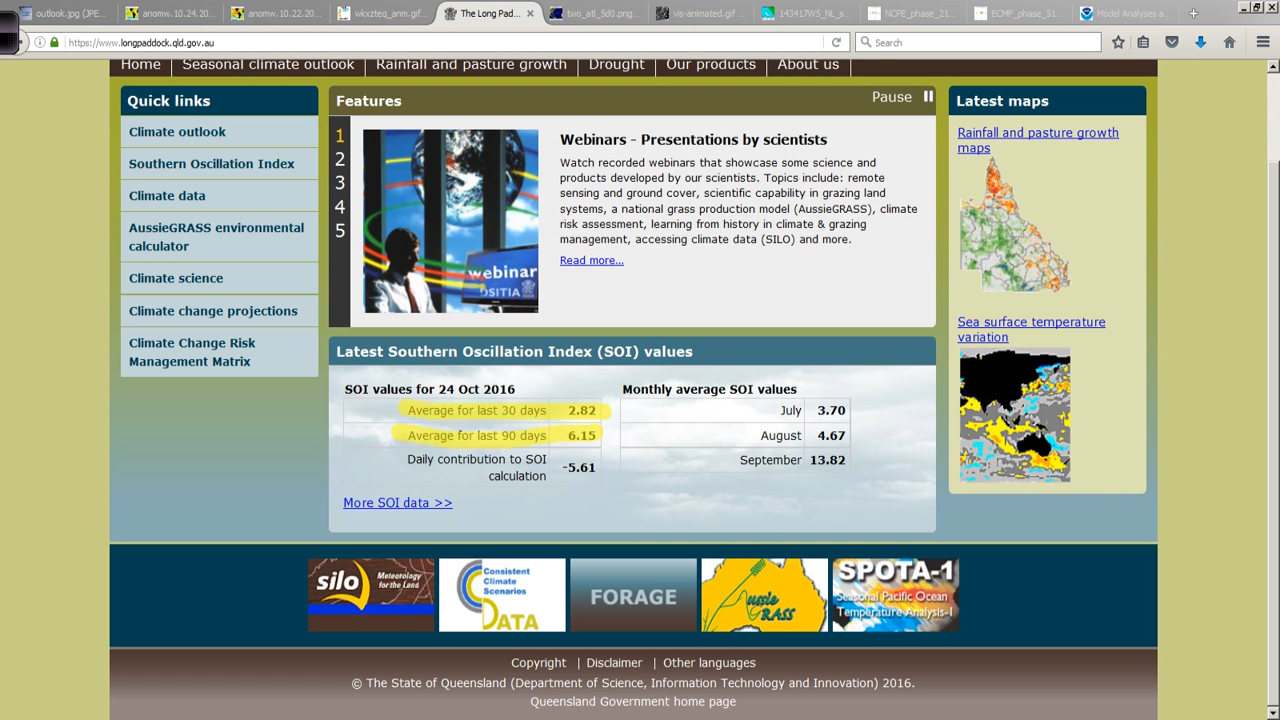 outlook.jpg (JPE...
anomw.10.24.20...
anomw.10.22.20...
wkxzteq_anm.gif...
The Long Pad...
two_atl_5d0.png...
vis-animated.gif ...
143417W5_NL_s...
NCPE_phase_21...
ECMF_phase_51...
Model Analyses a...
https://www.longpaddock.qld.gov.au
Search
Home
Seasonal climate outlook
Rainfall and pasture growth
Drought
Our products
About us
Quick links
Climate outlook
Southern Oscillation Index
Climate data
AussieGRASS environmental
calculator
Climate science
Climate change projections
Climate Change Risk
Management Matrix
Features
Pause
1
2
3
4
5
webinar
DSITIA
Webinars - Presentations by scientists
Watch recorded webinars that showcase some science and
products developed by our scientists. Topics include: remote
sensing and ground cover, scientific capability in grazing land
systems, a national grass production model (AussieGRASS), climate
risk assessment, learning from history in climate & grazing
management, accessing climate data (SILO) and more.
Read more...
Latest Southern Oscillation Index (SOI) values
SOI values for 24 Oct 2016
Average for last 30 days 2.82
Average for last 90 days 6.15
Daily contribution to SOI
calculation -5.61
More SOI data >>
Monthly average SOI values
July 3.70
August 4.67
September 13.82
Latest maps
Rainfall and pasture growth
maps
Sea surface temperature
variation
silo Meteorology
for the Land
Consistent
Climate
Scenarios
DATA
FORAGE
Aussie
GRASS
SPOTA-1
Seasonal Pacific Ocean
Temperature Analysis-1
Copyright | Disclaimer | Other languages
© The State of Queensland (Department of Science, Information Technology and Innovation) 2016.
Queensland Government home page